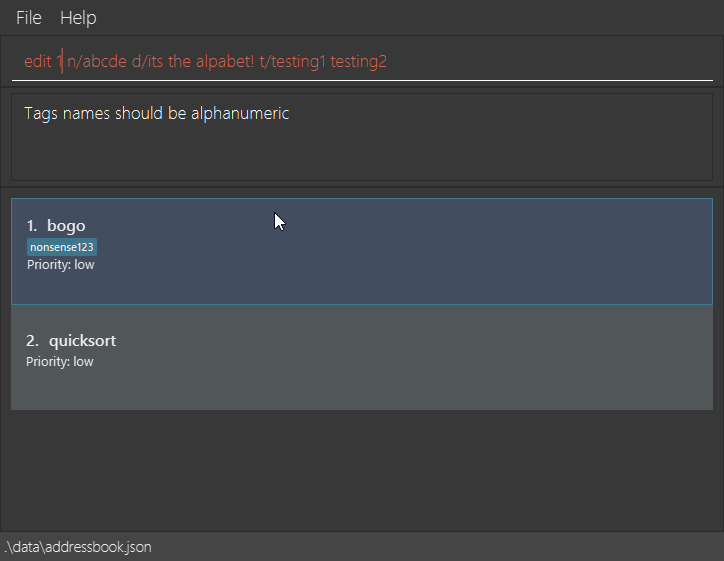 File Help
edit 1 n/abcde d/its the alpabet! t/testing1 testing2
Tags names should be alphanumeric
1. bogo
nonsense123
Priority: low
2. quicksort
Priority: low
.\data\addressbook.json